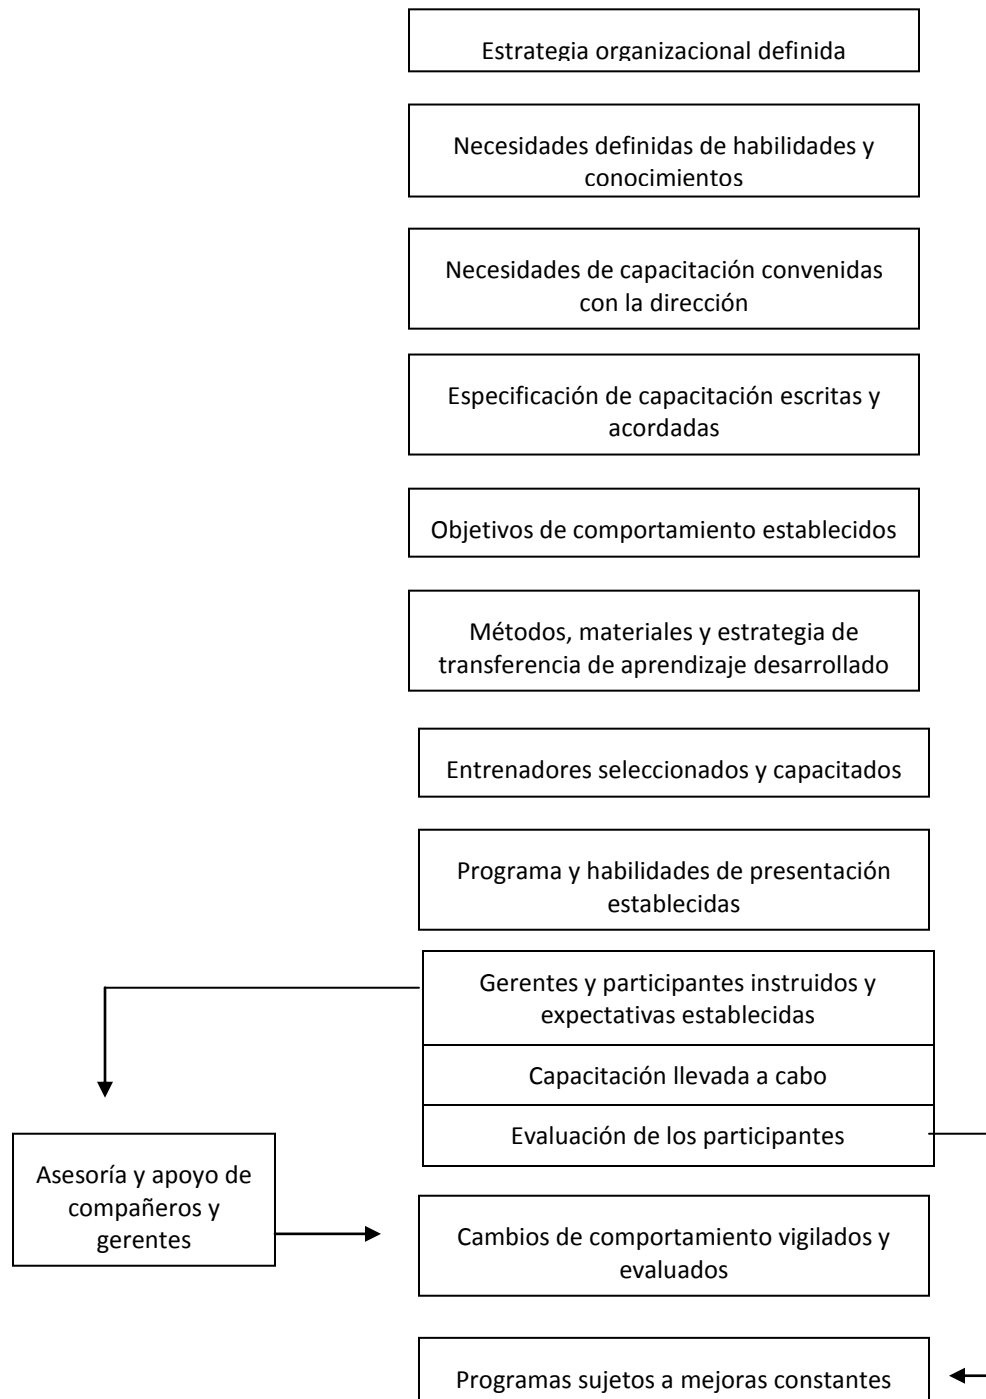 Estrategia organizacional definida
Necesidades definidas de habilidades y
conocimientos
Necesidades de capacitación convenidas
con la dirección
Especificación de capacitación escritas y
acordadas
Objetivos de comportamiento establecidos
Métodos, materiales y estrategia de
transferencia de aprendizaje desarrollado
Entrenadores seleccionados y capacitados
Programa y habilidades de presentación
establecidas
Gerentes y participantes instruidos y
expectativas establecidas
Capacitación llevada a cabo
Evaluación de los participantes
Asesoría y apoyo de
compañeros y
gerentes
Cambios de comportamiento vigilados y
evaluados
Programas sujetos a mejoras constantes